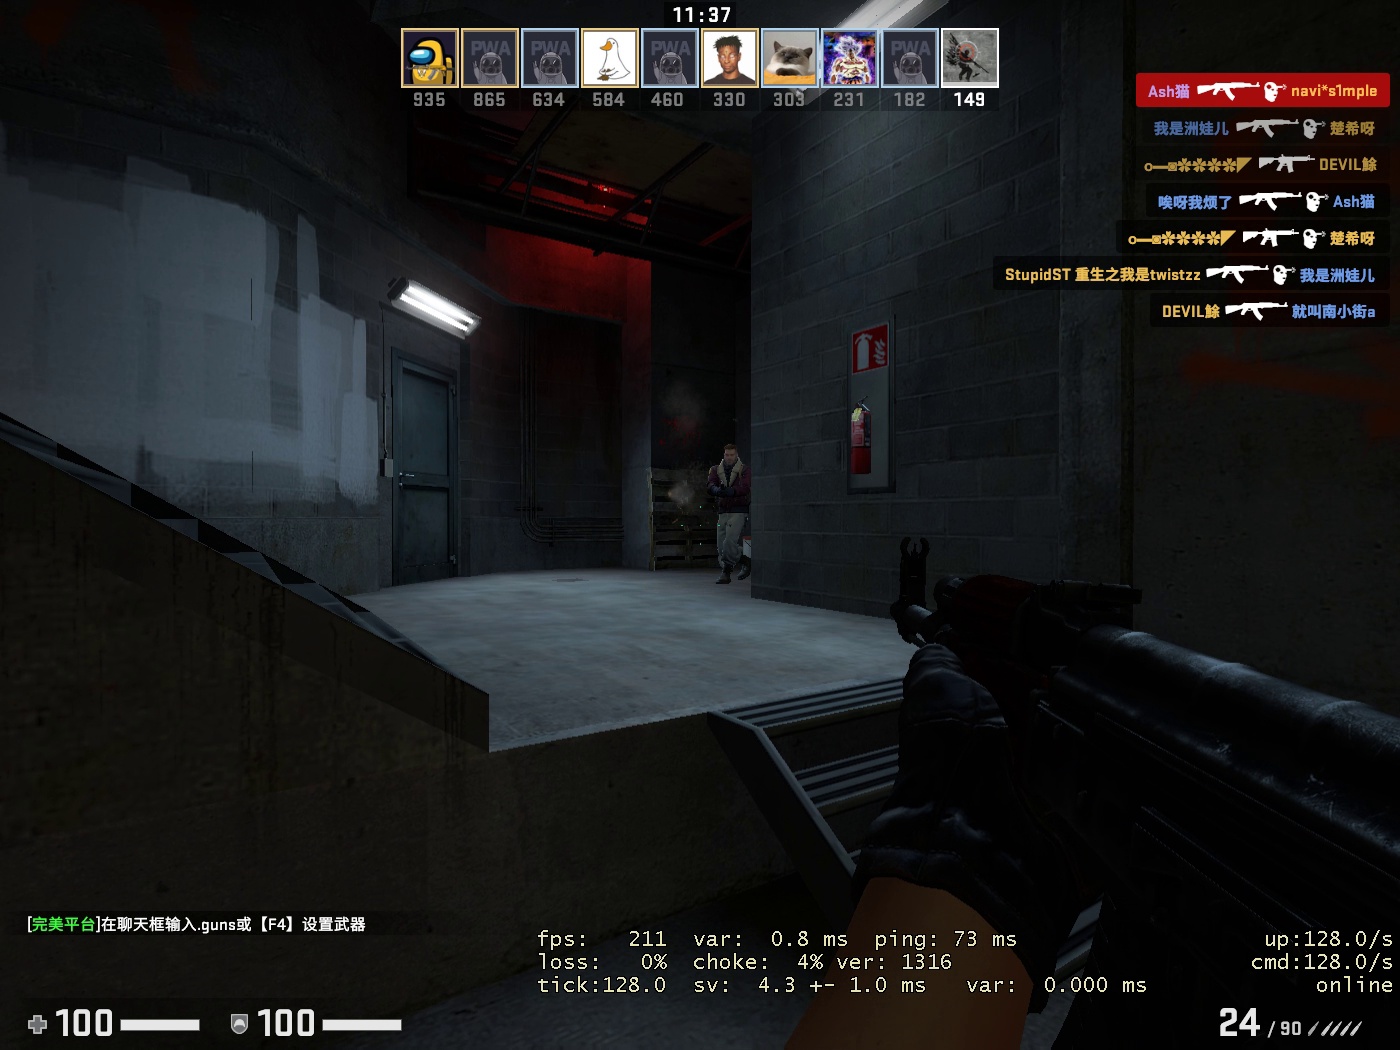 11:37
PWA PWA PWA PWA
935 865 634 584 460 330 303 231 182 149
Ash猫 navi*s1mple
我是洲娃儿 楚希呀
DEVIL鮽
唉呀我烦了 Ash猫
楚希呀
StupidST 重生之我是twistzz 我是洲娃儿
DEVIL鮽 就叫南小街a
[完美平台]在聊天框输入.guns或【F4】设置武器
fps: 211 var: 0.8 ms ping: 73 ms up:128.0/s
loss: 0% choke: 4% ver: 1316 cmd:128.0/s
tick:128.0 sv: 4.3 +- 1.0 ms var: 0.000 ms online
100 100 24 / 90